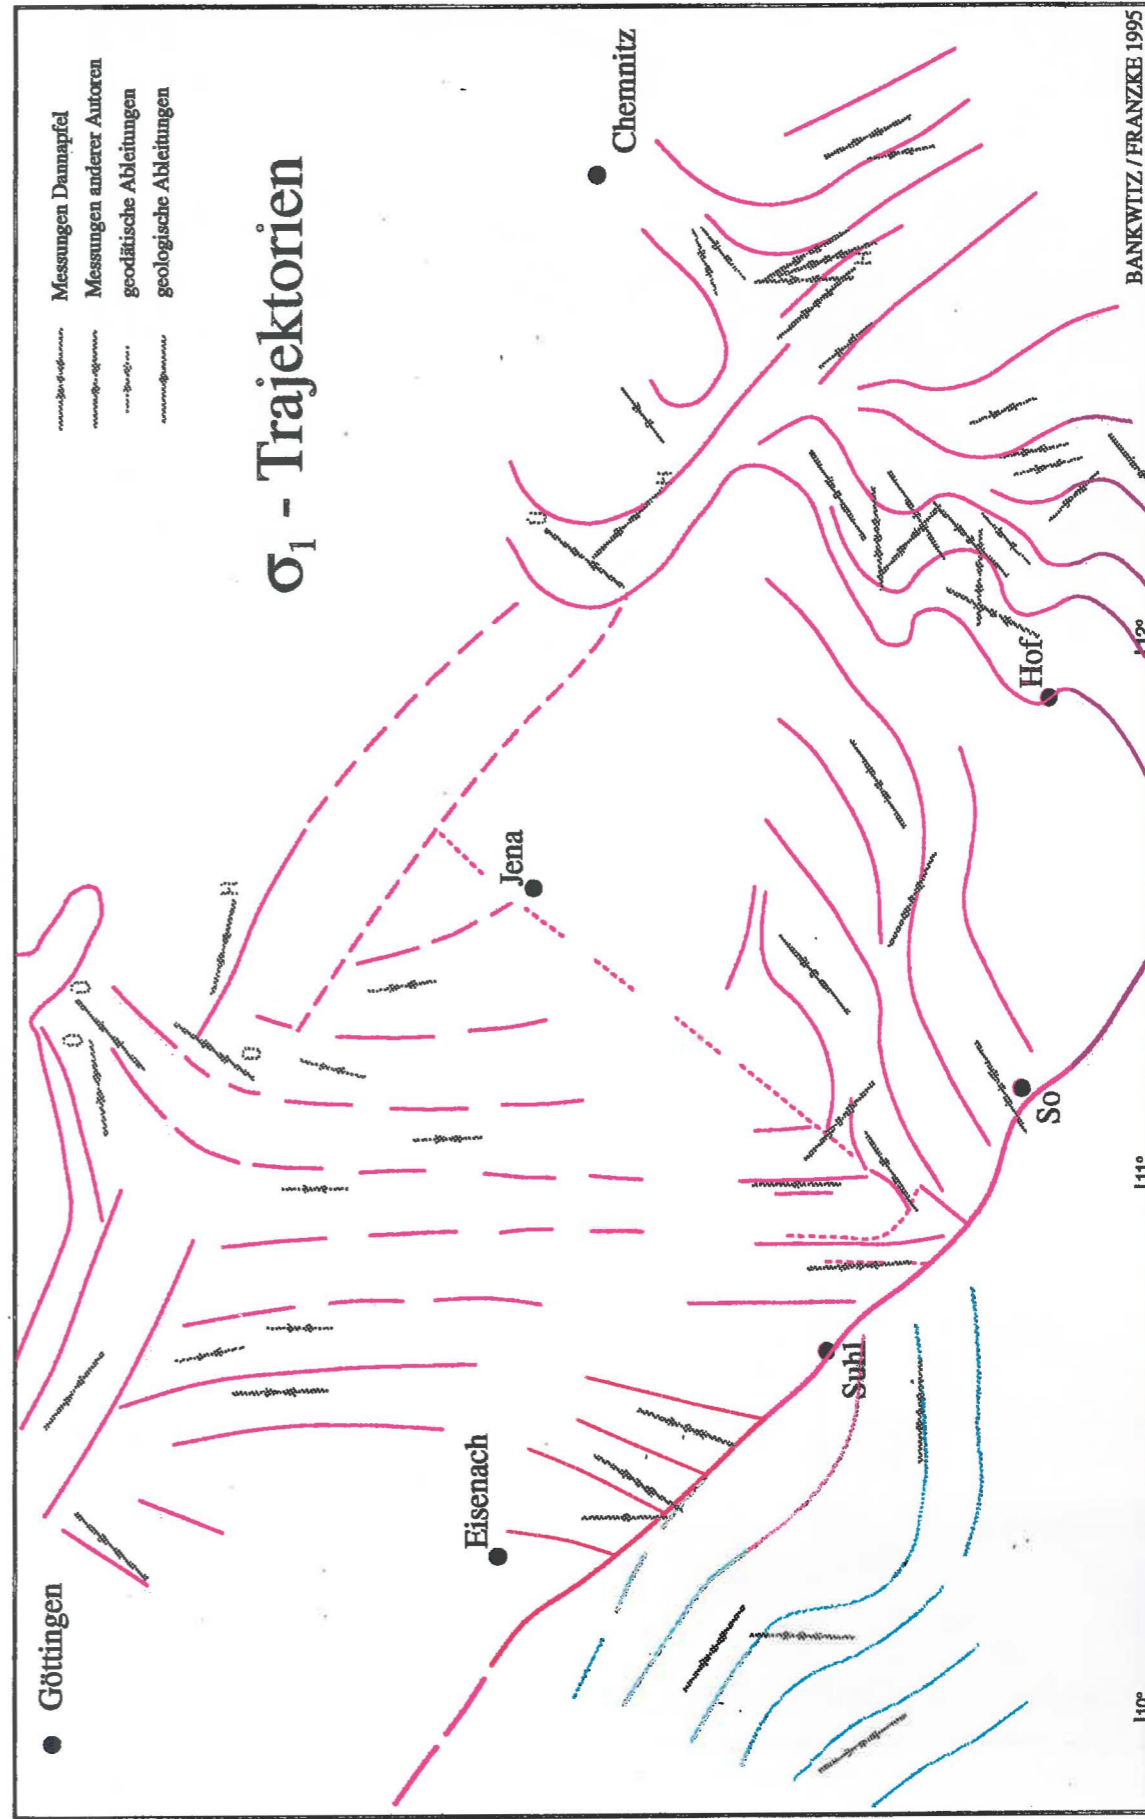 Messungen Dannapfel
Messungen anderer Autoren
geodätische Ableitungen
geologische Ableitungen
σ₁ - Trajektorien
Göttingen
Chemnitz
Eisenach
Jena
Suhl
Hof
So
H
O
H
H
O
O
O
10°
11°
12°
BANKWITZ / FRANZKE 1995